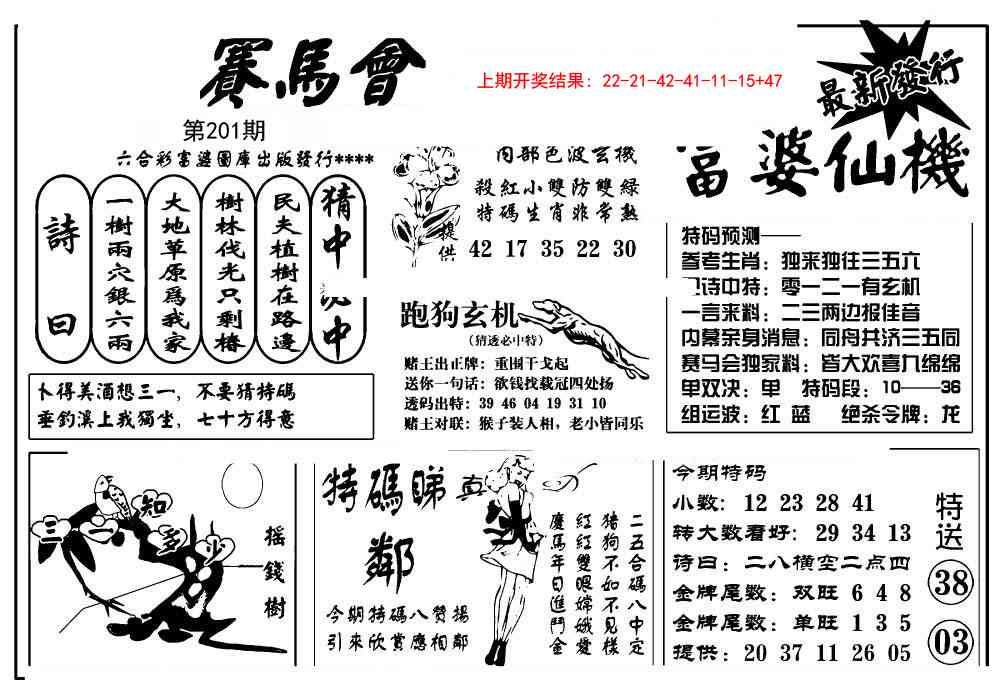 賽馬會
第201期
六合彩富婆圖庫出版發行****
上期开奖结果：22-21-42-41-11-15+47
最新發行
富婆仙機
詩曰
一樹兩穴銀六兩
大地草原爲我家
樹林伐光只剩樁
民夫植樹在路邊
猜中 中
卜得美酒想三一，不要猜特碼
垂釣溪上我獨坐，七十方得意
内部色波玄機
殺紅小雙防雙綠
特碼生肖非常熟
提供
42 17 35 22 30
跑狗玄机
(猜透必中特)
赌王出正牌：重围干戈起
送你一句话：欲钱找载冠四处扬
透码出特：39 46 04 19 31 10
赌王对联：猴子装人相，老小皆同乐
特码预测——
参考生肖：独来独往三五六
诗中特：零一二一有玄机
一言来料：二三两边报佳音
内幕亲身消息：同舟共济三五同
赛马会独家料：皆大欢喜九绵绵
单双决：单 特码段：10——36
组运波：红 蓝 绝杀令牌：龙
三一知多少
摇錢樹
特碼睇真
鄰
今期特碼八赞揚
引來欣賞應相鄰
二五合碼八中定
豬狗不如不見樣
紅紅雙眼嫦娥愛
慶馬年日進鬥金
今期特码
小数：12 23 28 41
转大数看好：29 34 13
诗曰：二八横空二点四
金牌尾数：双旺 6 4 8
金牌尾数：单旺 1 3 5
提供：20 37 11 26 05
特送
38
03